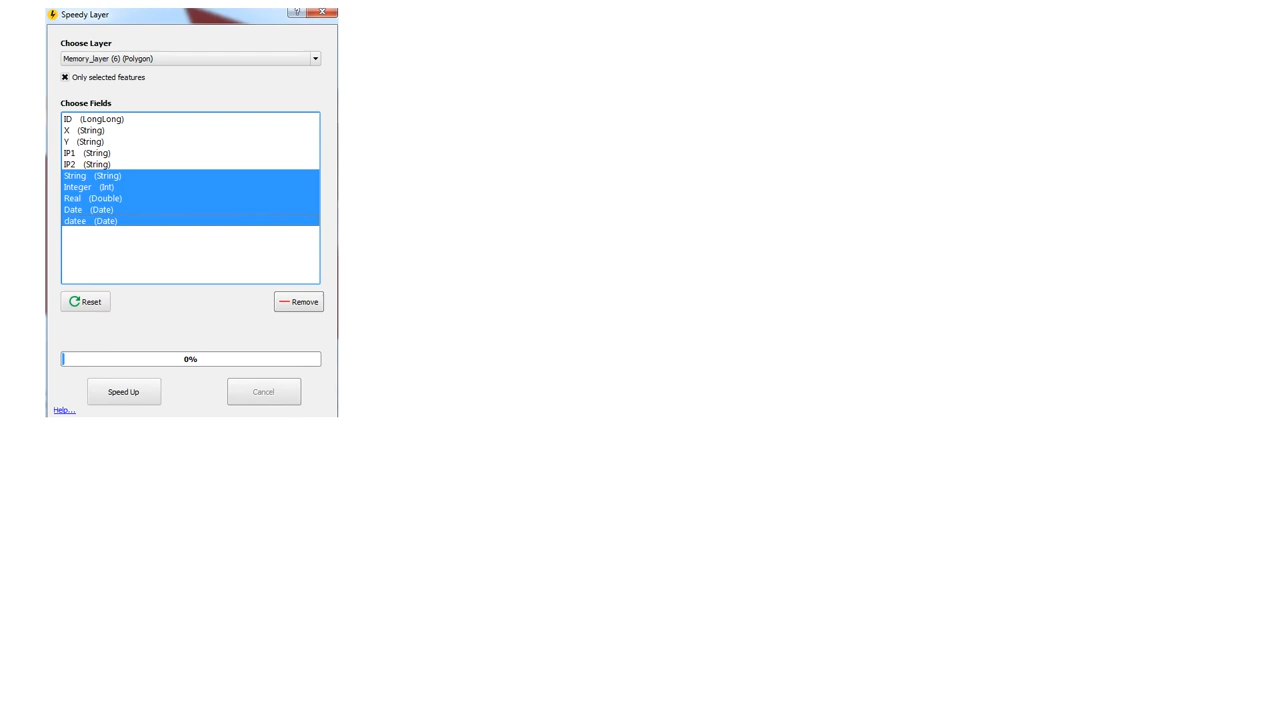 Speedy Layer
Choose Layer
Memory_layer (6) (Polygon)
Only selected features
Choose Fields
ID (LongLong)
X (String)
Y (String)
IP1 (String)
IP2 (String)
String (String)
Integer (Int)
Real (Double)
Date (Date)
datee (Date)
Reset
Remove
0%
Speed Up
Cancel
Help...